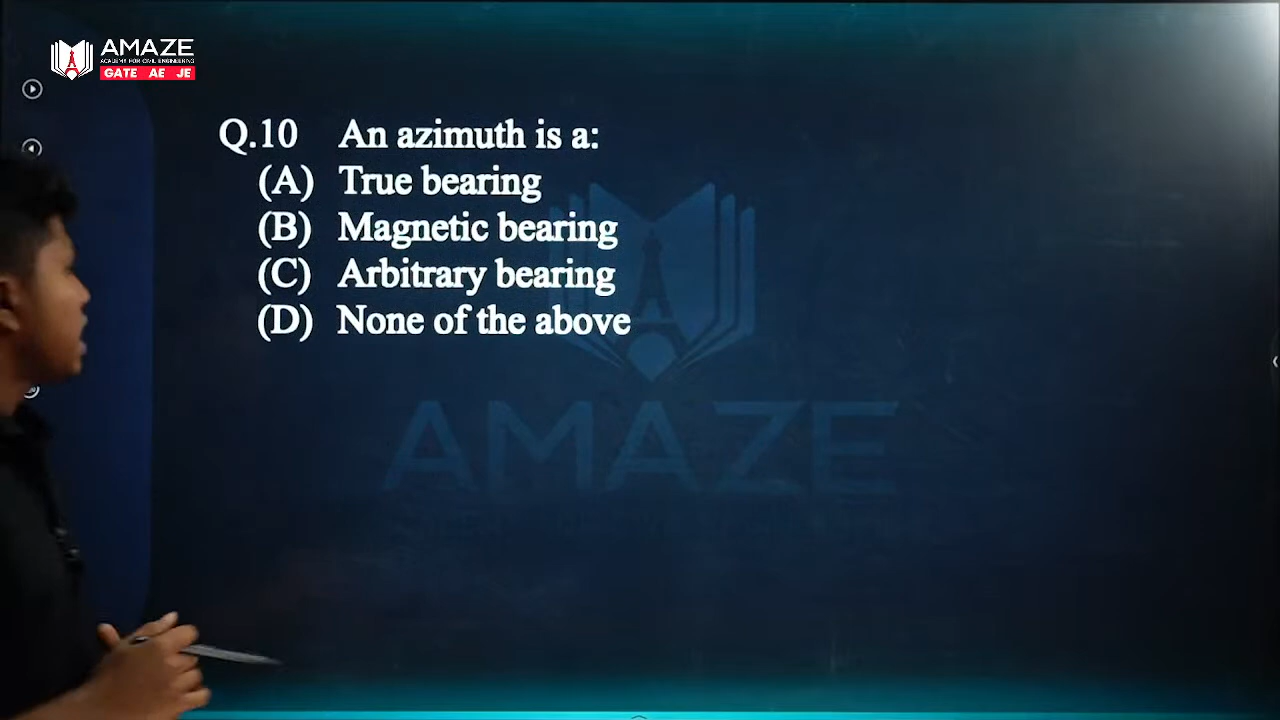 AMAZE
ACADEMY FOR CIVIL ENGINEERING
GATE AE JE
Q.10 An azimuth is a:
(A) True bearing
(B) Magnetic bearing
(C) Arbitrary bearing
(D) None of the above
AMAZE